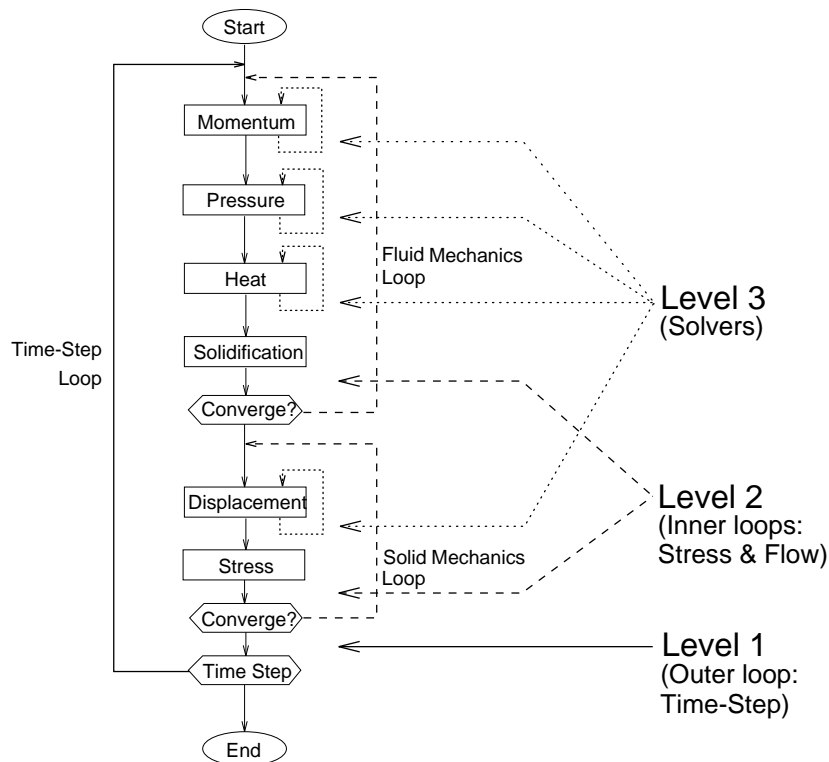 Start
Momentum
Pressure
Heat
Fluid Mechanics
Loop
Solidification
Converge?
Time-Step
Loop
Displacement
Stress
Solid Mechanics
Loop
Converge?
Time Step
End
Level 3
(Solvers)
Level 2
(Inner loops:
Stress & Flow)
Level 1
(Outer loop:
Time-Step)